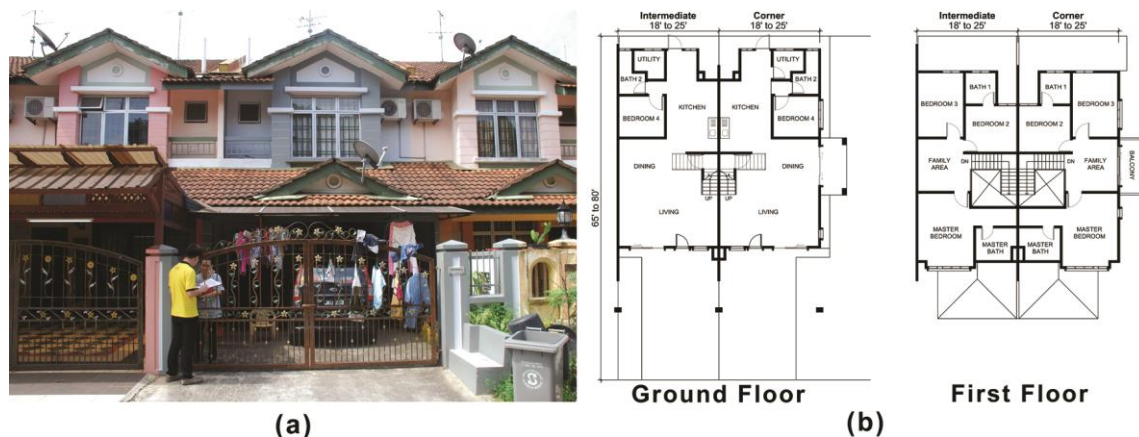 Intermediate
18' to 25'
Corner
18' to 25'
UTILITY
UTILITY
BATH 2
BATH 2
KITCHEN
KITCHEN
BEDROOM 4
BEDROOM 4
DINING
DINING
UP
UP
LIVING
LIVING
65' to 80'
Ground Floor
Intermediate
18' to 25'
Corner
18' to 25'
BATH 1
BATH 1
BEDROOM 3
BEDROOM 3
BEDROOM 2
BEDROOM 2
FAMILY
AREA
DN
DN
FAMILY
AREA
BALCONY
MASTER
BEDROOM
MASTER
BATH
MASTER
BATH
MASTER
BEDROOM
First Floor
(a)
(b)